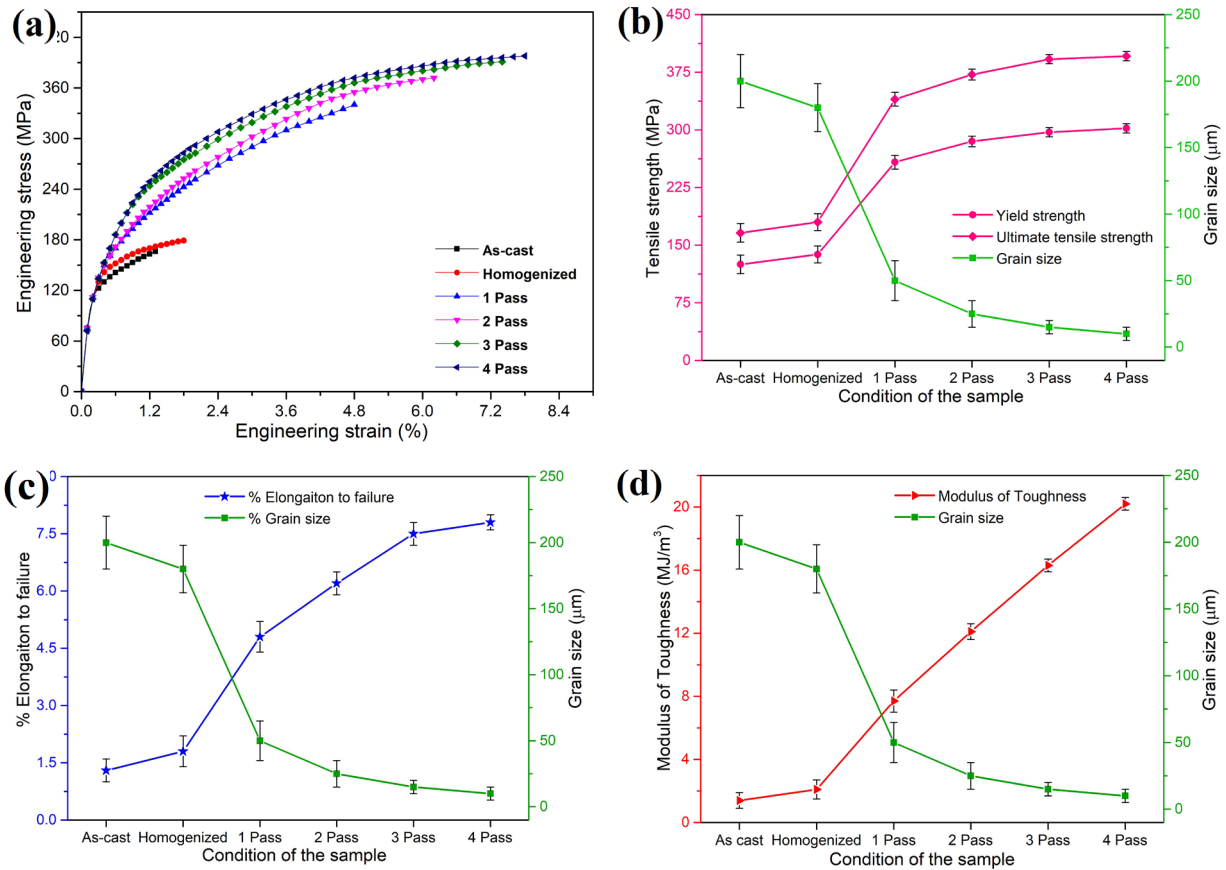 (a)
20
360
300
240
180
120
60
0
Engineering stress (MPa)
As-cast
Homogenized
1 Pass
2 Pass
3 Pass
4 Pass
0.0 1.2 2.4 3.6 4.8 6.0 7.2 8.4
Engineering strain (%)
(b)
450
375
300
225
150
75
0
Tensile strength (MPa)
Yield strength
Ultimate tensile strength
Grain size
250
200
150
100
50
0
Grain size (μm)
As-cast Homogenized 1 Pass 2 Pass 3 Pass 4 Pass
Condition of the sample
(c)
.0
7.5
6.0
4.5
3.0
1.5
0.0
% Elongation to failure
% Elongaiton to failure
% Grain size
250
200
150
100
50
0
Grain size (μm)
As-cast Homogenized 1 Pass 2 Pass 3 Pass 4 Pass
Condition of the sample
(d)
20
16
12
8
4
0
Modulus of Toughness (MJ/m³)
Modulus of Toughness
Grain size
250
200
150
100
50
0
Grain size (μm)
As cast Homogenized 1 Pass 2 Pass 3 Pass 4 Pass
Condition of the sample